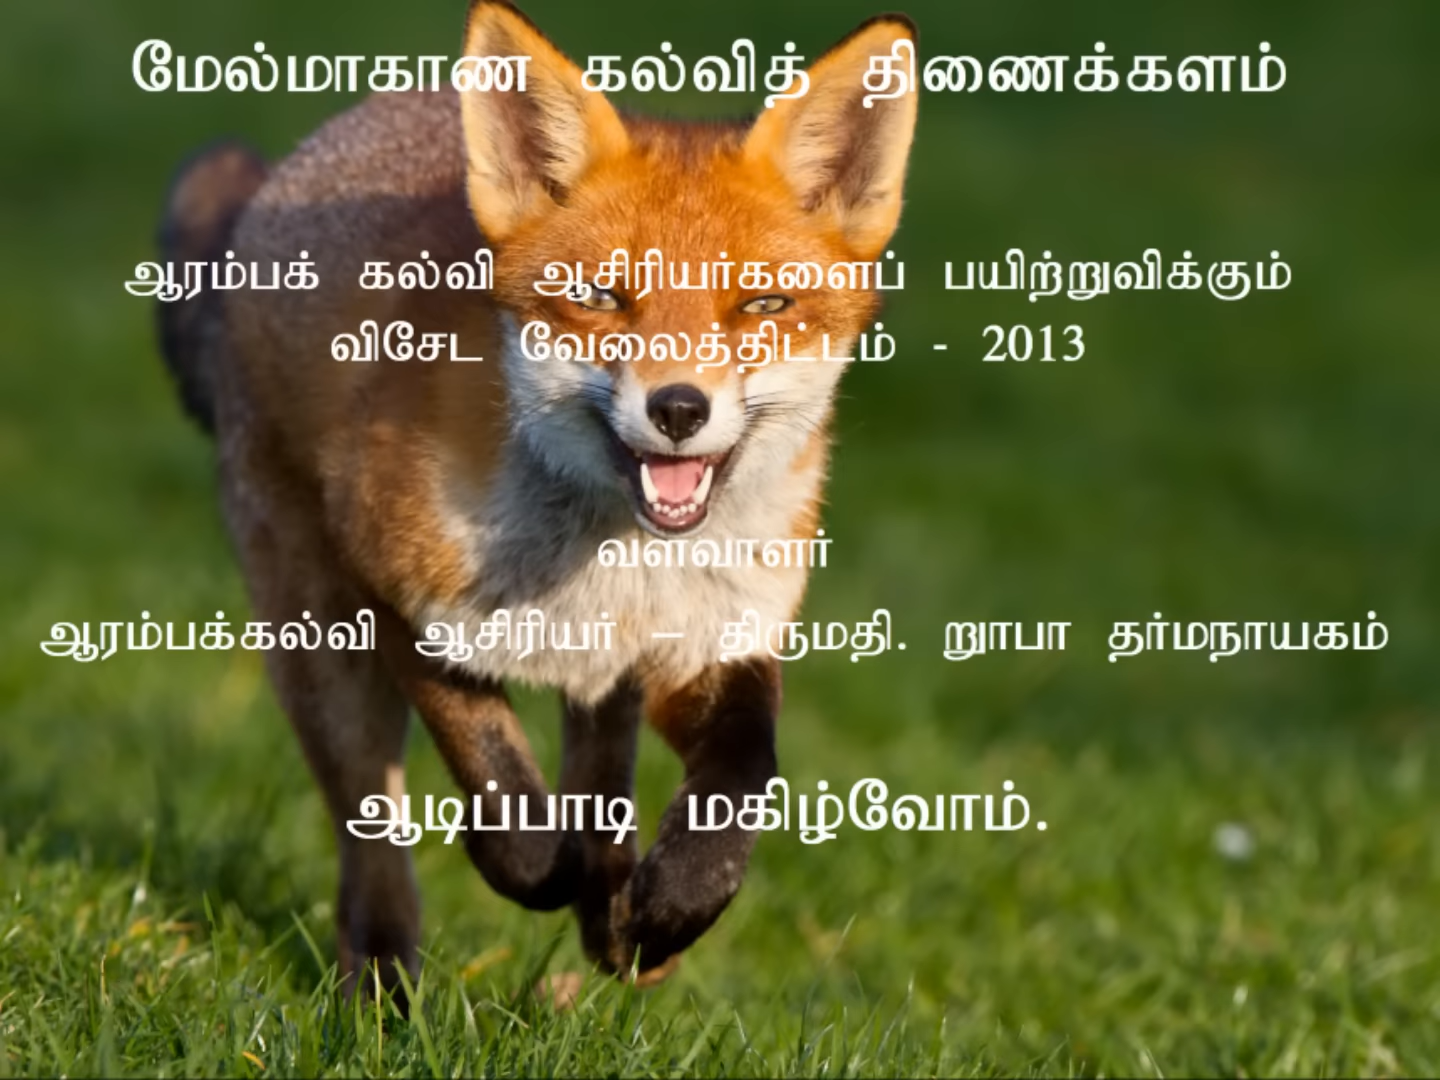 மேல்மாகாண கல்வித் திணைக்களம்
ஆரம்பக் கல்வி ஆசிரியர்களைப் பயிற்றுவிக்கும்
விசேட வேலைத்திட்டம் - 2013
வளவாளர்
ஆரம்பக்கல்வி ஆசிரியர் – திருமதி. றூபா தர்மநாயகம்
ஆடிப்பாடி மகிழ்வோம்.